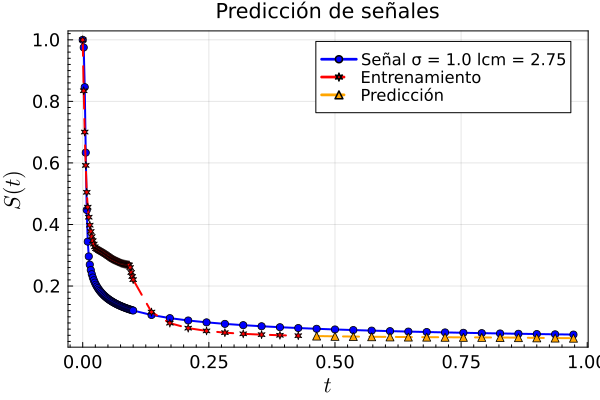 Predicción de señales
Señal σ = 1.0 lcm = 2.75
Entrenamiento
Predicción
S(t)
1.0
0.8
0.6
0.4
0.2
0.00 0.25 0.50 0.75 1.00
t